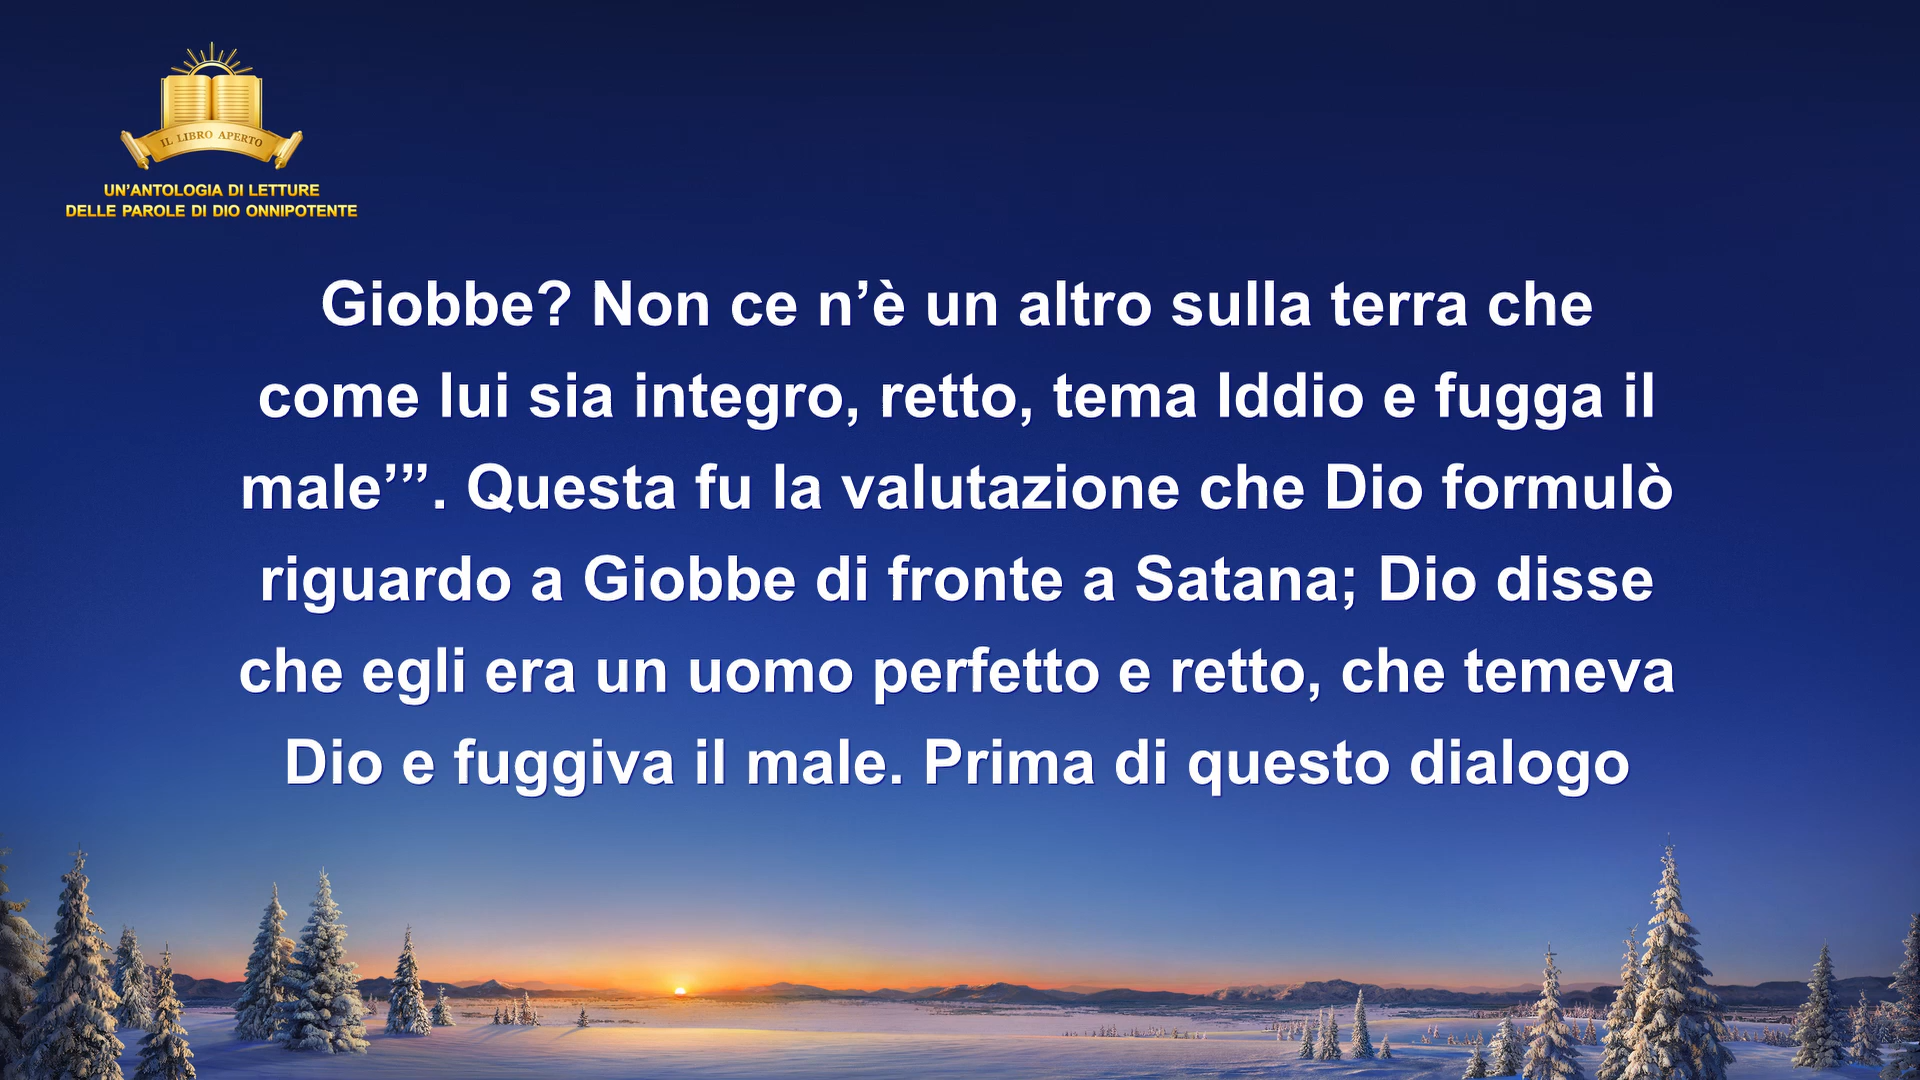 IL LIBRO APERTO
UN’ANTOLOGIA DI LETTURE
DELLE PAROLE DI DIO ONNIPOTENTE
Giobbe? Non ce n’è un altro sulla terra che
come lui sia integro, retto, tema Iddio e fugga il
male’”. Questa fu la valutazione che Dio formulò
riguardo a Giobbe di fronte a Satana; Dio disse
che egli era un uomo perfetto e retto, che temeva
Dio e fuggiva il male. Prima di questo dialogo